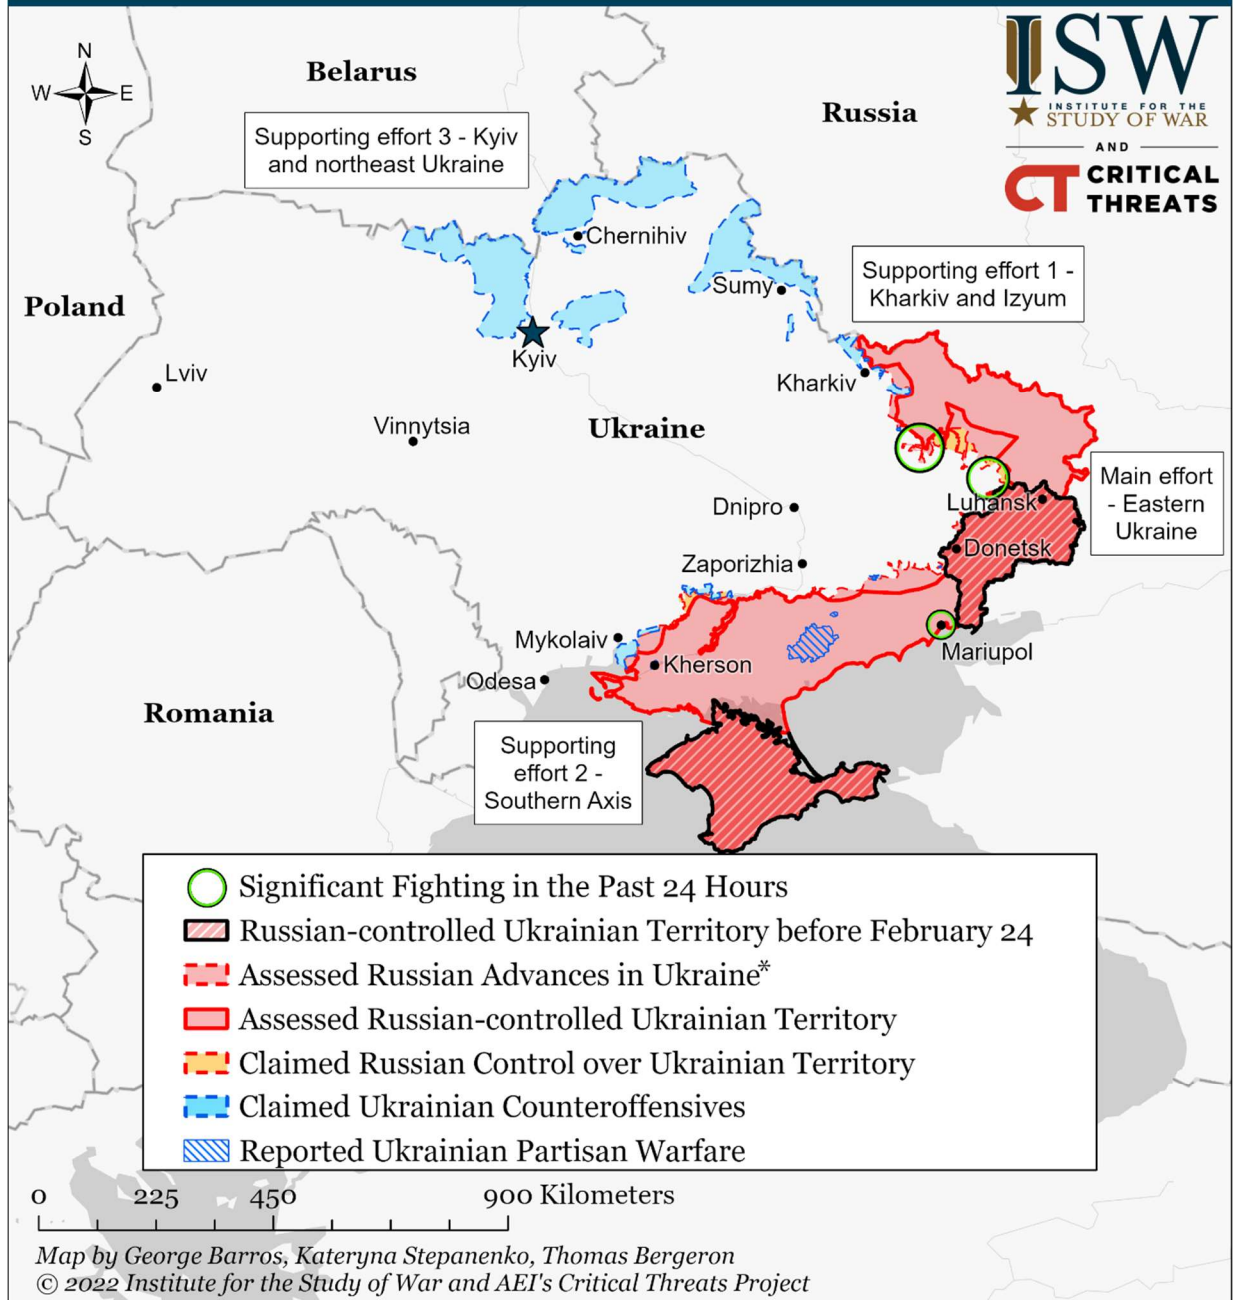 N
W E
S
Belarus
Russia
ISW
INSTITUTE FOR THE
STUDY OF WAR
AND
CT CRITICAL
THREATS
Supporting effort 3 - Kyiv
and northeast Ukraine
Chernihiv
Supporting effort 1 -
Kharkiv and Izyum
Sumy
Poland
Kyiv
Lviv
Kharkiv
Vinnytsia
Ukraine
Main effort
- Eastern
Ukraine
Luhansk
Dnipro
Donetsk
Zaporizhia
Mykolaiv
Mariupol
Kherson
Odesa
Romania
Supporting
effort 2 -
Southern Axis
Significant Fighting in the Past 24 Hours
Russian-controlled Ukrainian Territory before February 24
Assessed Russian Advances in Ukraine*
Assessed Russian-controlled Ukrainian Territory
Claimed Russian Control over Ukrainian Territory
Claimed Ukrainian Counteroffensives
Reported Ukrainian Partisan Warfare
0 225 450 900 Kilometers
Map by George Barros, Kateryna Stepanenko, Thomas Bergeron
© 2022 Institute for the Study of War and AEI's Critical Threats Project